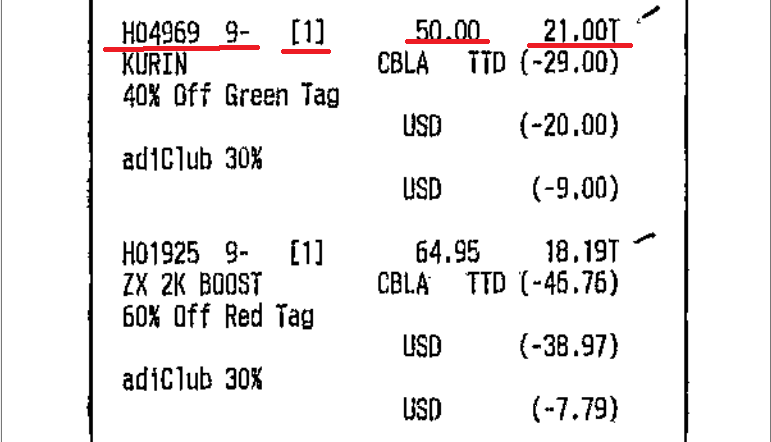 H04969 9- [1] 50.00 21.00T
KURIN CBLA TTD (-29.00)
40% Off Green Tag
USD (-20.00)
adiClub 30%
USD (-9.00)
H01925 9- [1] 64.95 18.19T
ZX 2K BOOST CBLA TTD (-46.76)
60% Off Red Tag
USD (-38.97)
adiClub 30%
USD (-7.79)